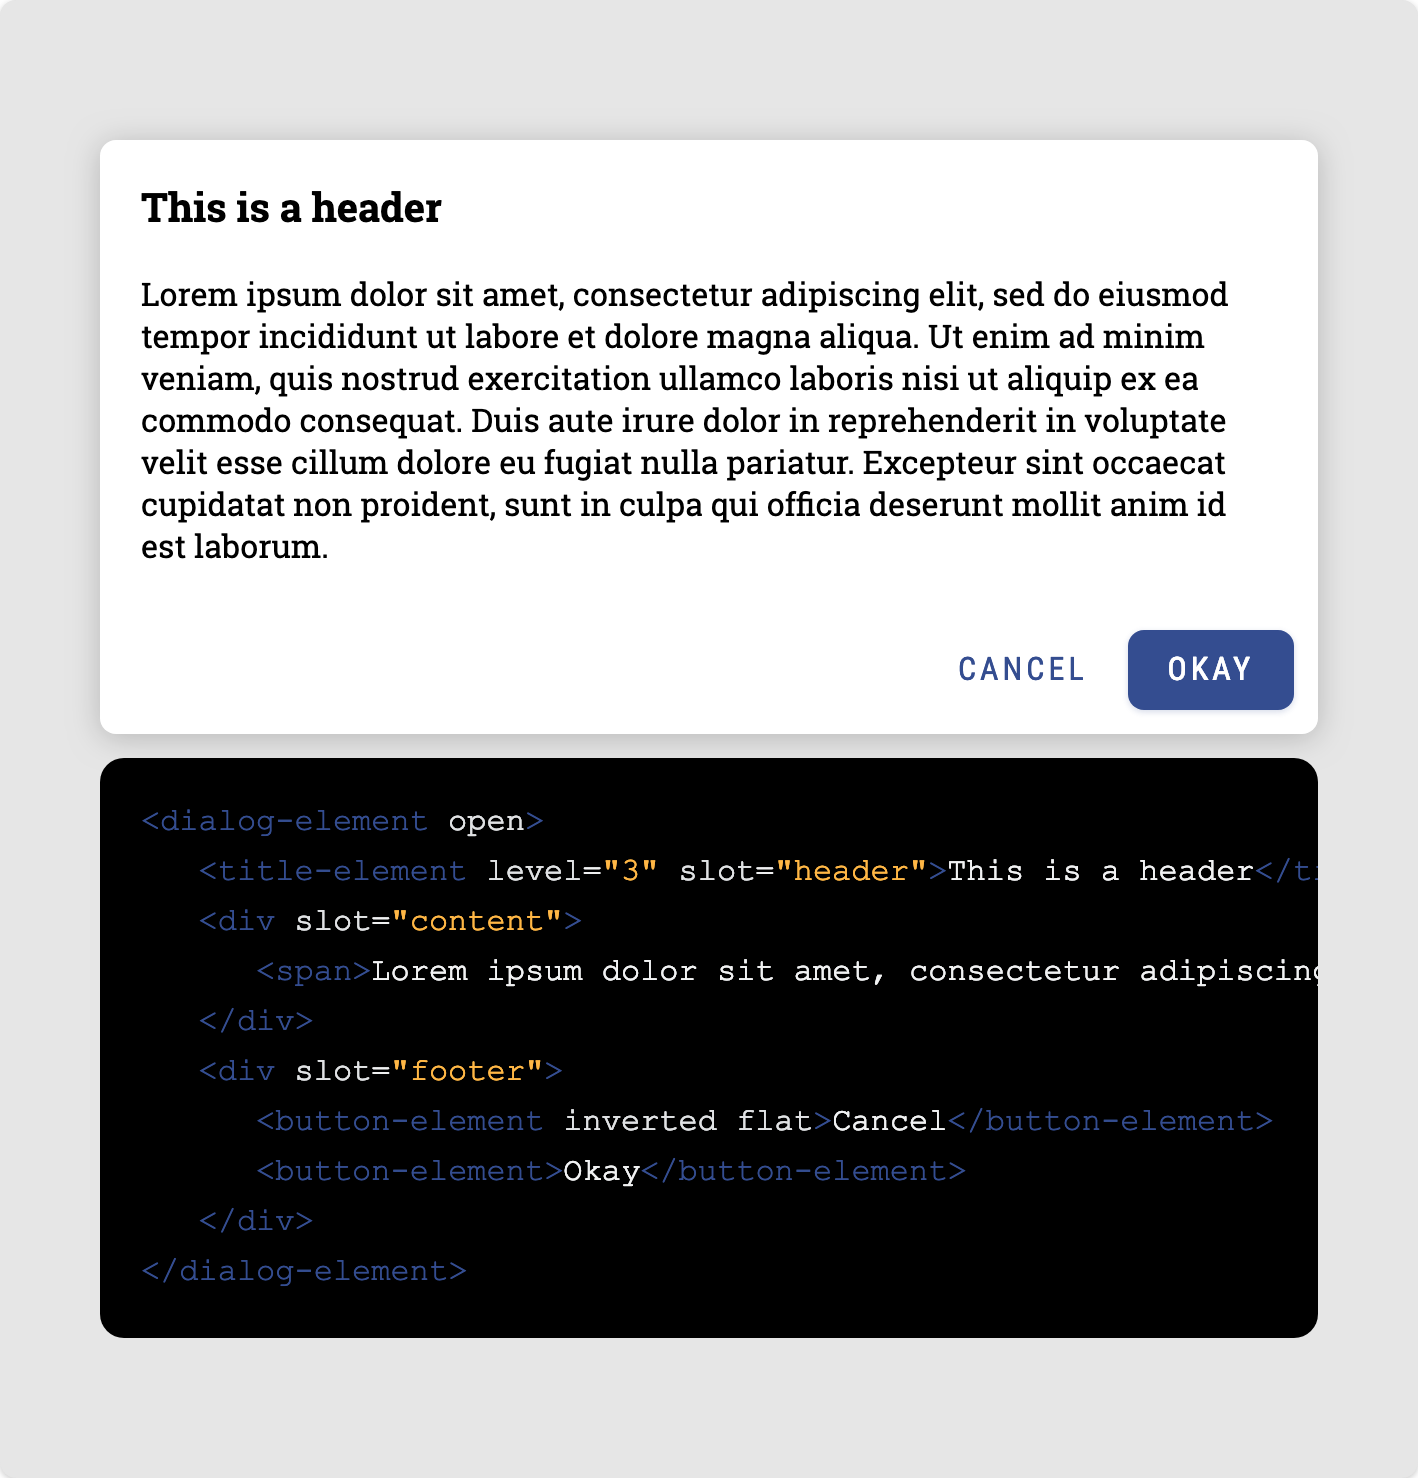 This is a header
Lorem ipsum dolor sit amet, consectetur adipiscing elit, sed do eiusmod
tempor incididunt ut labore et dolore magna aliqua. Ut enim ad minim
veniam, quis nostrud exercitation ullamco laboris nisi ut aliquip ex ea
commodo consequat. Duis aute irure dolor in reprehenderit in voluptate
velit esse cillum dolore eu fugiat nulla pariatur. Excepteur sint occaecat
cupidatat non proident, sunt in culpa qui officia deserunt mollit anim id
est laborum.
CANCEL OKAY
<dialog-element open>
   <title-element level="3" slot="header">This is a header</ti
   <div slot="content">
      <span>Lorem ipsum dolor sit amet, consectetur adipiscing
   </div>
   <div slot="footer">
      <button-element inverted flat>Cancel</button-element>
      <button-element>Okay</button-element>
   </div>
</dialog-element>